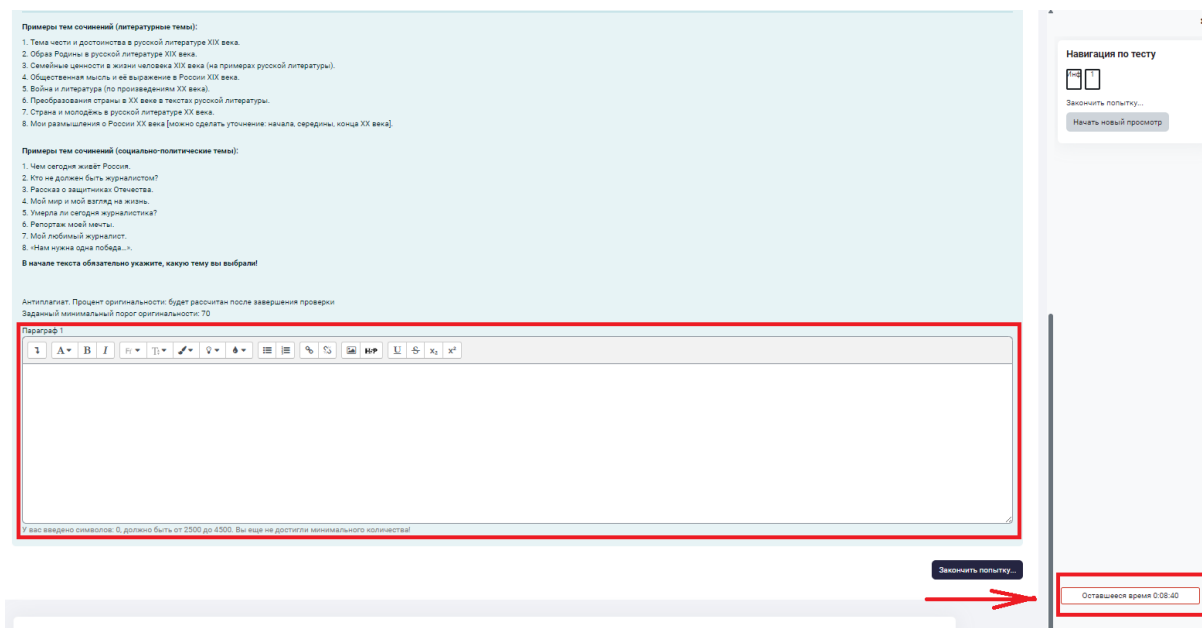 Примеры тем сочинений (литературные темы):
1. Тема чести и достоинства в русской литературе XIX века.
2. Образ Родины в русской литературе XIX века.
3. Семейные ценности в жизни человека XIX века (на примерах русской литературы).
4. Общественная мысль и её выражение в России XIX века.
5. Война и литература (по произведениям XX века).
6. Преобразования страны в XX веке в текстах русской литературы.
7. Страна и молодёжь в русской литературе XX века.
8. Мои размышления о России XX века [можно сделать уточнение: начала, середины, конца XX века].
Примеры тем сочинений (социально-политические темы):
1. Чем сегодня живёт Россия.
2. Кто не должен быть журналистом?
3. Рассказ о защитниках Отечества.
4. Мой мир и мой взгляд на жизнь.
5. Умерла ли сегодня журналистика?
6. Репортаж моей мечты.
7. Мой любимый журналист.
8. «Нам нужна одна победа...».
В начале текста обязательно укажите, какую тему вы выбрали!
Антиплагиат. Процент оригинальности: будет рассчитан после завершения проверки
Заданный минимальный порог оригинальности: 70
Параграф 1
A B I Tı H-P U S x₂ x²
У вас введено символов: 0, должно быть от 2500 до 4500. Вы еще не достигли минимального количества!
Закончить попытку...
Навигация по тесту
Инф 1
Закончить попытку...
Начать новый просмотр
Оставшееся время 0:08:40